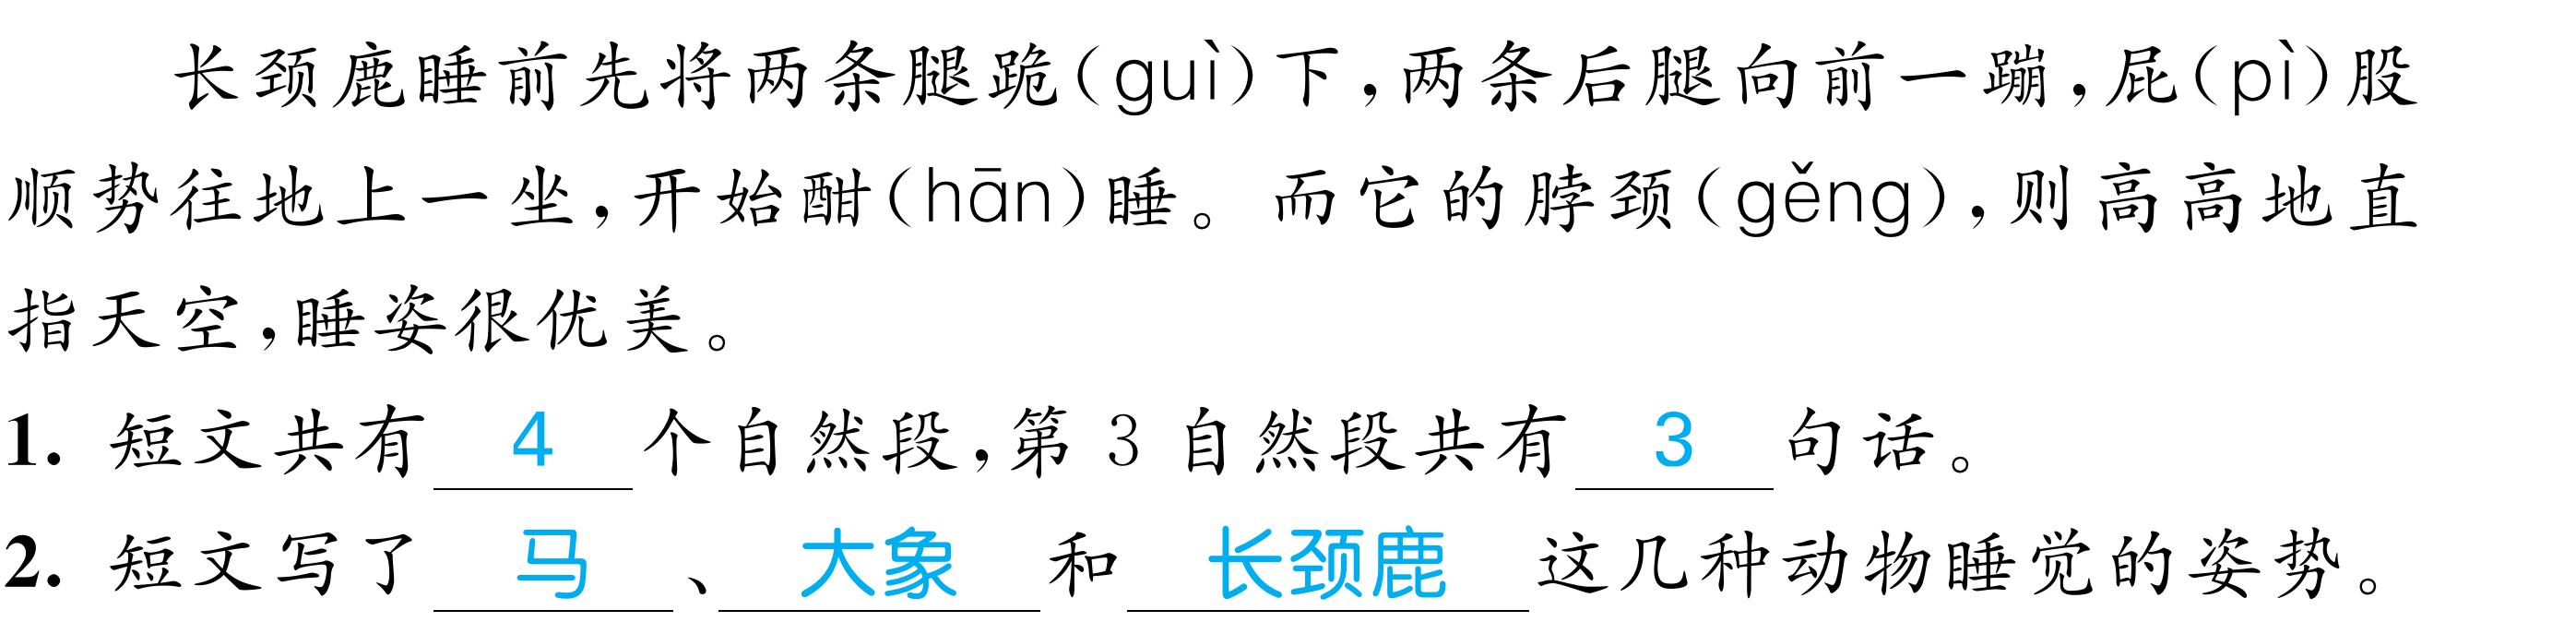 长颈鹿睡前先将两条腿跪(guì)下,两条后腿向前一蹦,屁(pì)股
顺势往地上一坐,开始酣(hān)睡。而它的脖颈(gěng),则高高地直
指天空,睡姿很优美。
1. 短文共有 4 个自然段,第 3 自然段共有 3 句话。
2. 短文写了 马 、 大象 和 长颈鹿 这几种动物睡觉的姿势。